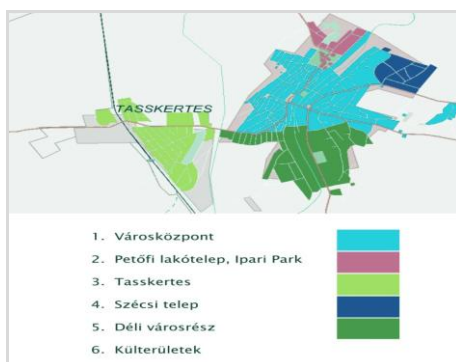 TASSKERTES
1. Városközpont
2. Petőfi lakótelep, Ipari Park
3. Tasskertes
4. Szécsi telep
5. Déli városrész
6. Külterületek